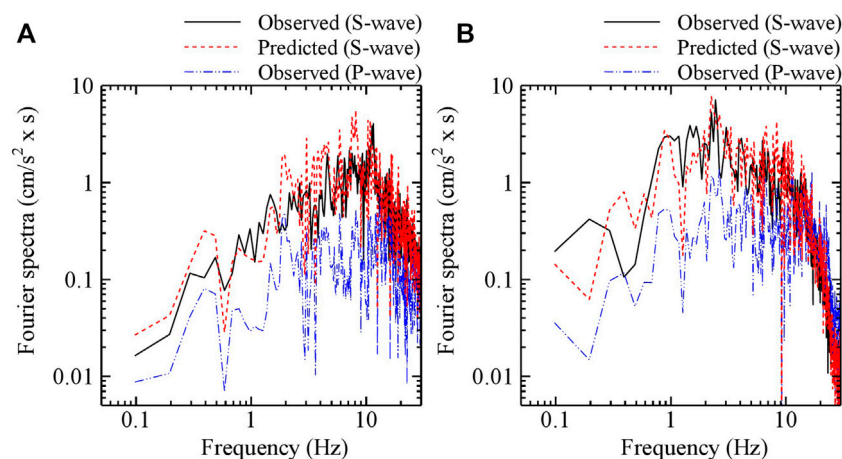 A
Observed (S-wave)
Predicted (S-wave)
Observed (P-wave)
10
1
0.1
0.01
Fourier spectra (cm/s² x s)
0.1
1
10
Frequency (Hz)
B
Observed (S-wave)
Predicted (S-wave)
Observed (P-wave)
10
1
0.1
0.01
Fourier spectra (cm/s² x s)
0.1
1
10
Frequency (Hz)